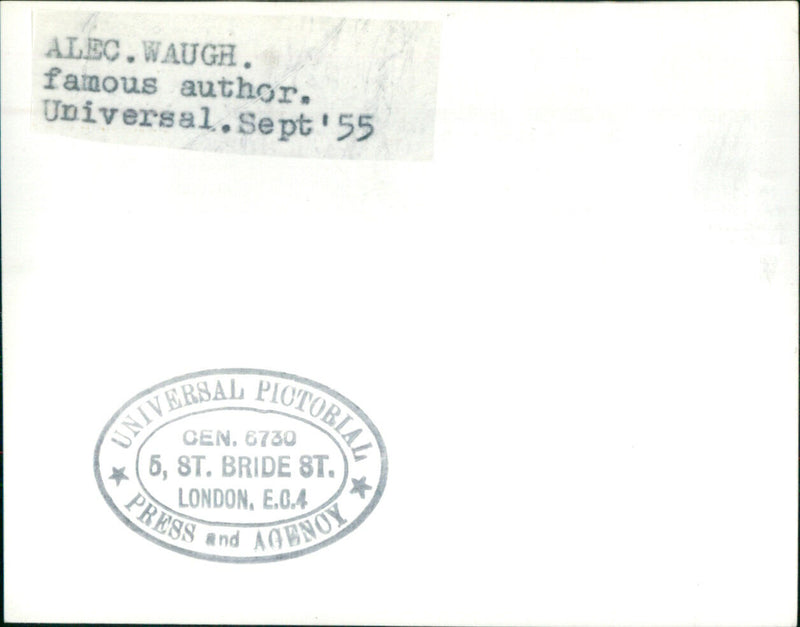 ALEC.WAUGH.
famous author.
Universal.Sept'55
UNIVERSAL PICTORIAL
CEN. 6730
5, ST. BRIDE ST.
LONDON, E.C.4
PRESS and AGENCY